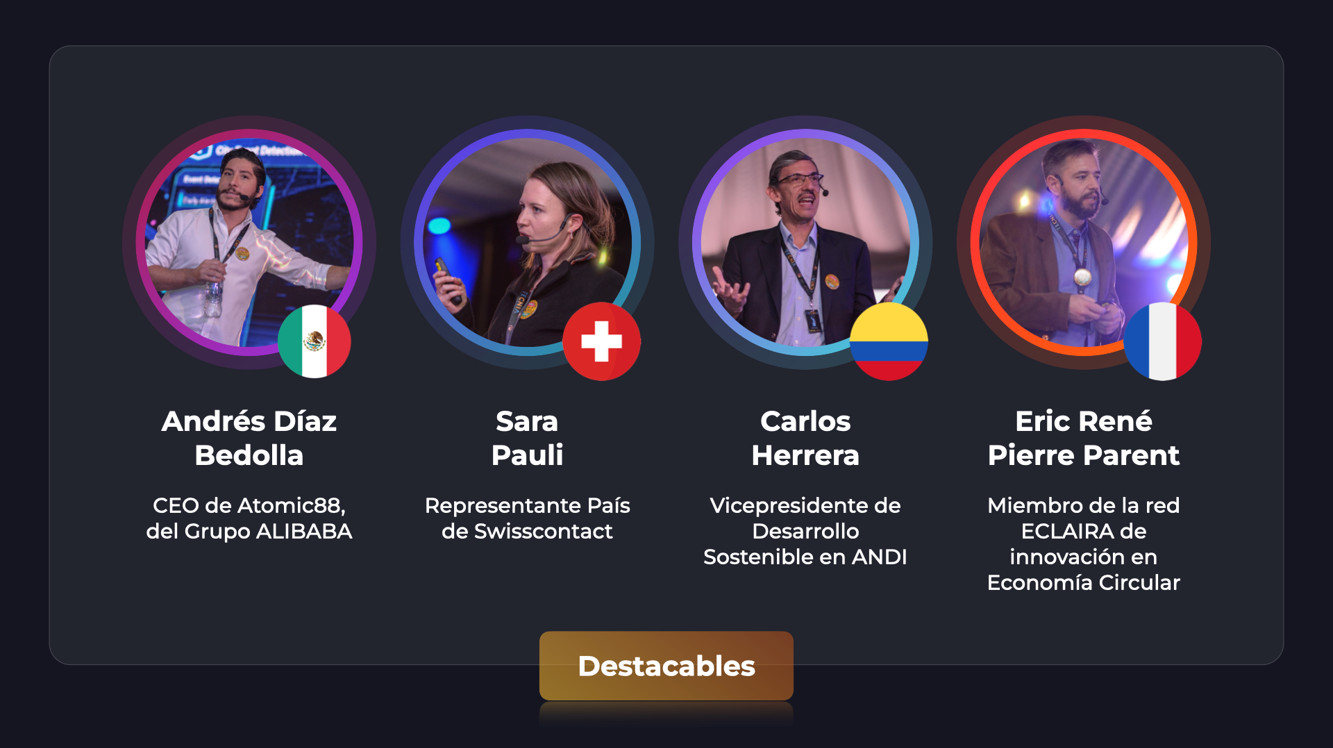 Andrés Díaz
Bedolla
CEO de Atomic88,
del Grupo ALIBABA
Sara
Pauli
Representante País
de Swisscontact
Carlos
Herrera
Vicepresidente de
Desarrollo
Sostenible en ANDI
Eric René
Pierre Parent
Miembro de la red
ECLAIRA de
innovación en
Economía Circular
Destacables